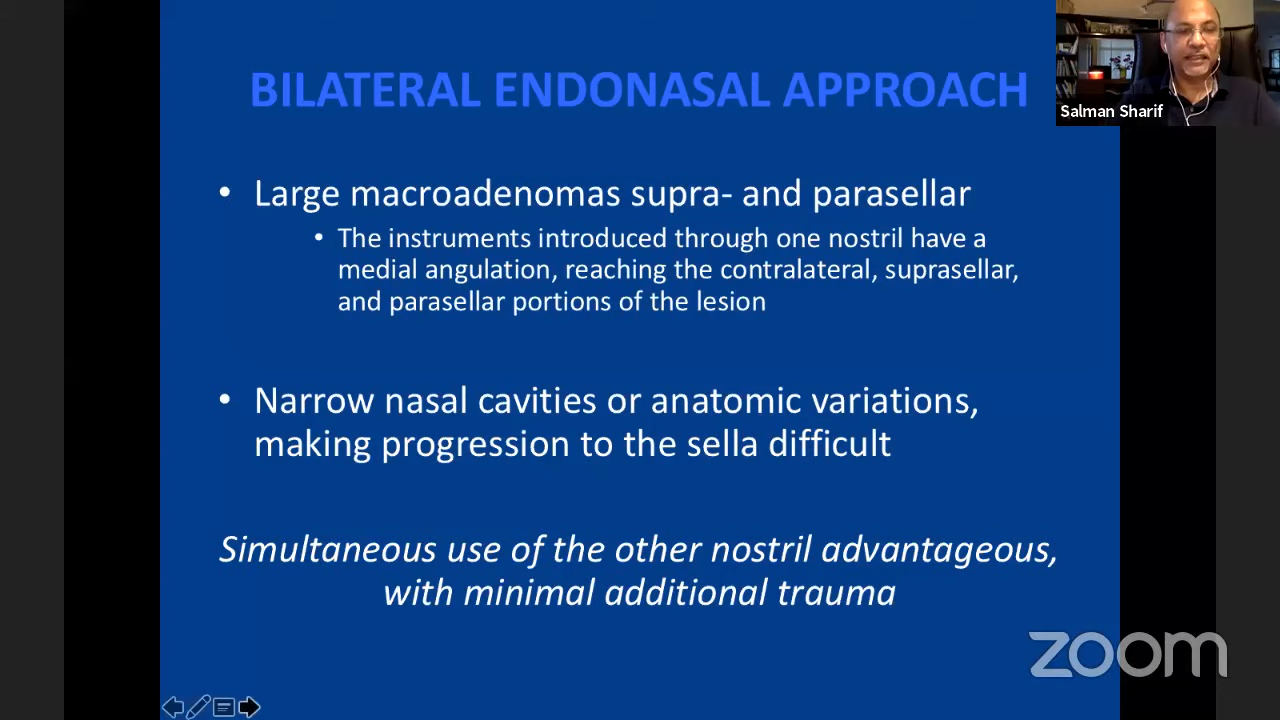 BILATERAL ENDONASAL APPROACH
Salman Sharif
• Large macroadenomas supra- and parasellar
• The instruments introduced through one nostril have a
medial angulation, reaching the contralateral, suprasellar,
and parasellar portions of the lesion
• Narrow nasal cavities or anatomic variations,
making progression to the sella difficult
Simultaneous use of the other nostril advantageous,
with minimal additional trauma
zoom